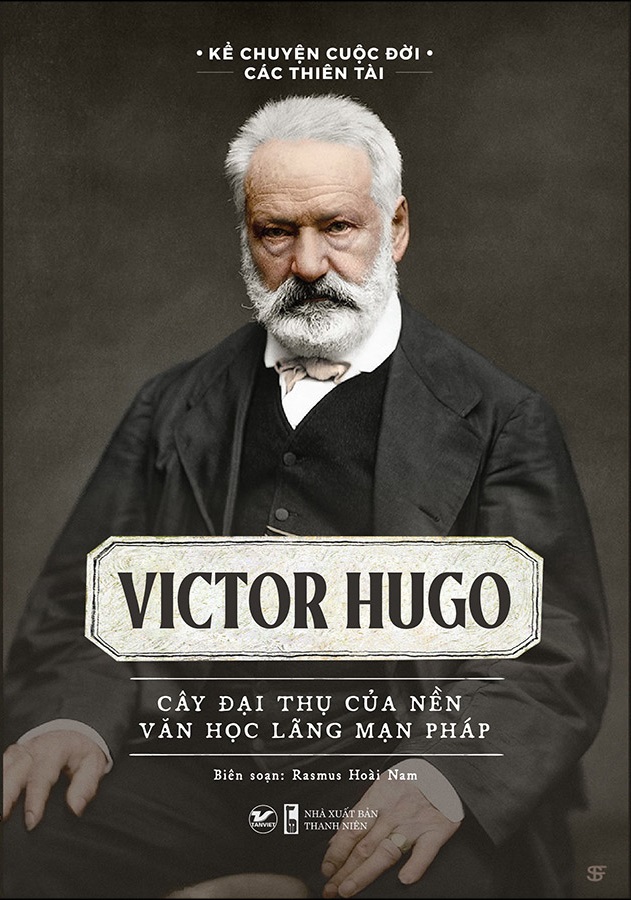 • KỂ CHUYỆN CUỘC ĐỜI •
CÁC THIÊN TÀI
VICTOR HUGO
CÂY ĐẠI THỤ CỦA NỀN
VĂN HỌC LÃNG MẠN PHÁP
Biên soạn: Rasmus Hoài Nam
TANVIET
NHÀ XUẤT BẢN
THANH NIÊN